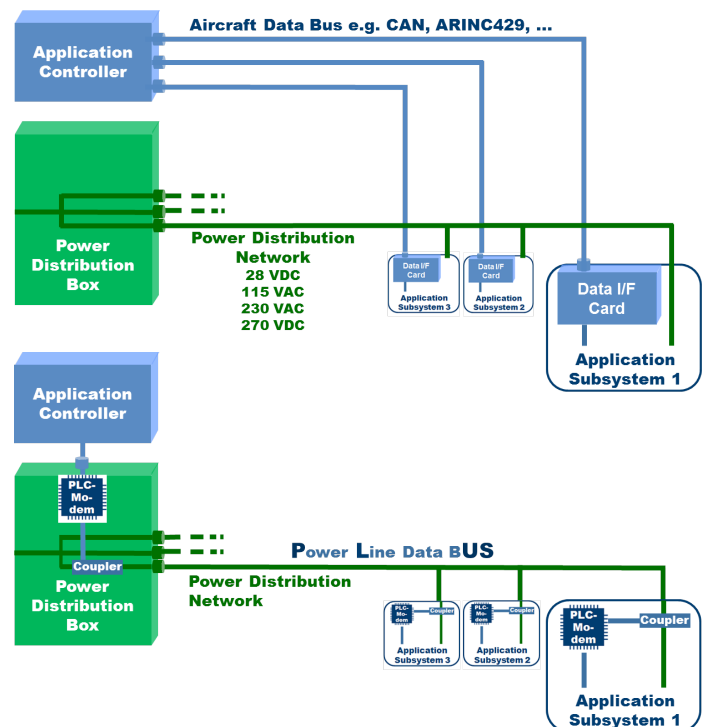 Aircraft Data Bus e.g. CAN, ARINC429, ...
Application
Controller
Power
Distribution
Box
Power Distribution
Network
28 VDC
115 VAC
230 VAC
270 VDC
Data I/F
Card
Application
Subsystem 3
Data I/F
Card
Application
Subsystem 2
Data I/F
Card
Application
Subsystem 1
Application
Controller
PLC-
Mo-
dem
Coupler
Power
Distribution
Box
Power Line Data BUS
Power Distribution
Network
PLC-
Mo-
dem
Coupler
Application
Subsystem 3
PLC-
Mo-
dem
Coupler
Application
Subsystem 2
PLC-
Mo-
dem
Coupler
Application
Subsystem 1